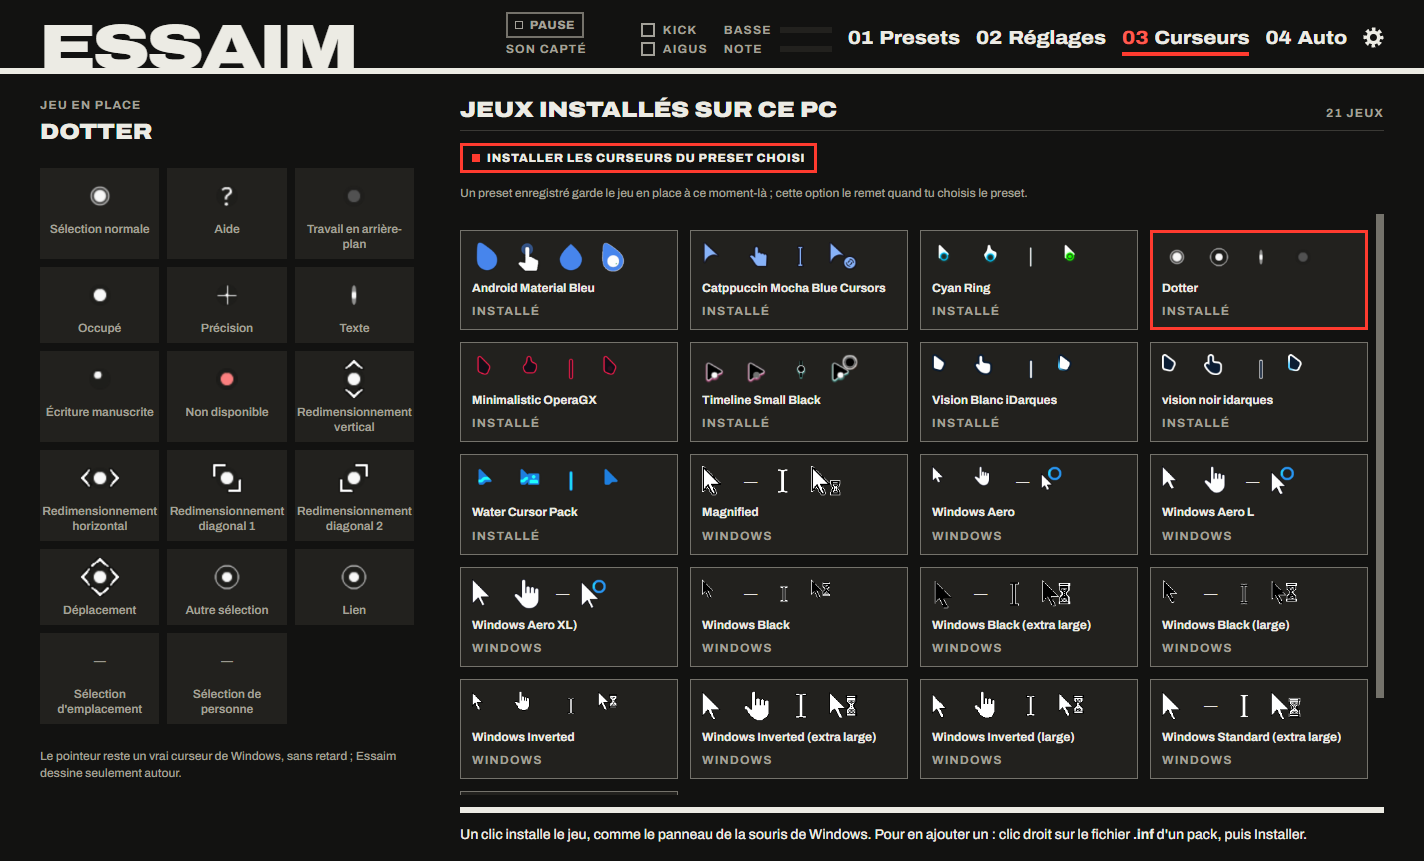 ESSAIM
PAUSE
SON CAPTÉ
KICK
AIGUS
BASSE
NOTE
01 Presets
02 Réglages
03 Curseurs
04 Auto
JEU EN PLACE
DOTTER
Sélection normale
Aide
Travail en arrière-
plan
Occupé
Précision
Texte
Écriture manuscrite
Non disponible
Redimensionnement
vertical
Redimensionnement
horizontal
Redimensionnement
diagonal 1
Redimensionnement
diagonal 2
Déplacement
Autre sélection
Lien
Sélection
d'emplacement
Sélection de
personne
Le pointeur reste un vrai curseur de Windows, sans retard ; Essaim
dessine seulement autour.
JEUX INSTALLÉS SUR CE PC
21 JEUX
INSTALLER LES CURSEURS DU PRESET CHOISI
Un preset enregistré garde le jeu en place à ce moment-là ; cette option le remet quand tu choisis le preset.
Android Material Bleu
INSTALLÉ
Catppuccin Mocha Blue Cursors
INSTALLÉ
Cyan Ring
INSTALLÉ
Dotter
INSTALLÉ
Minimalistic OperaGX
INSTALLÉ
Timeline Small Black
INSTALLÉ
Vision Blanc iDarques
INSTALLÉ
vision noir idarques
INSTALLÉ
Water Cursor Pack
INSTALLÉ
Magnified
WINDOWS
Windows Aero
WINDOWS
Windows Aero L
WINDOWS
Windows Aero XL)
WINDOWS
Windows Black
WINDOWS
Windows Black (extra large)
WINDOWS
Windows Black (large)
WINDOWS
Windows Inverted
WINDOWS
Windows Inverted (extra large)
WINDOWS
Windows Inverted (large)
WINDOWS
Windows Standard (extra large)
WINDOWS
Un clic installe le jeu, comme le panneau de la souris de Windows. Pour en ajouter un : clic droit sur le fichier .inf d'un pack, puis Installer.